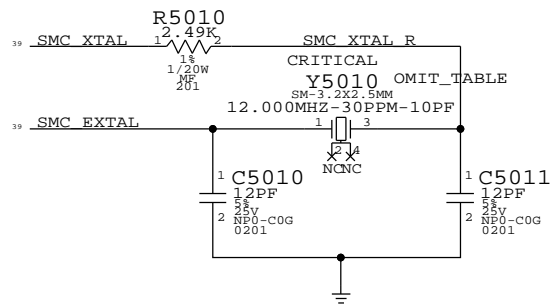 R5010
2.49K
39 SMC_XTAL 1 2 SMC_XTAL_R
1%
1/20W
MF
201
CRITICAL
Y5010 OMIT_TABLE
SM-3.2X2.5MM
12.000MHZ-30PPM-10PF
39 SMC_EXTAL 1 3
2 4
NC NC
1 C5010 1 C5011
12PF 12PF
5% 5%
2 25V 2 25V
NP0-C0G NP0-C0G
0201 0201